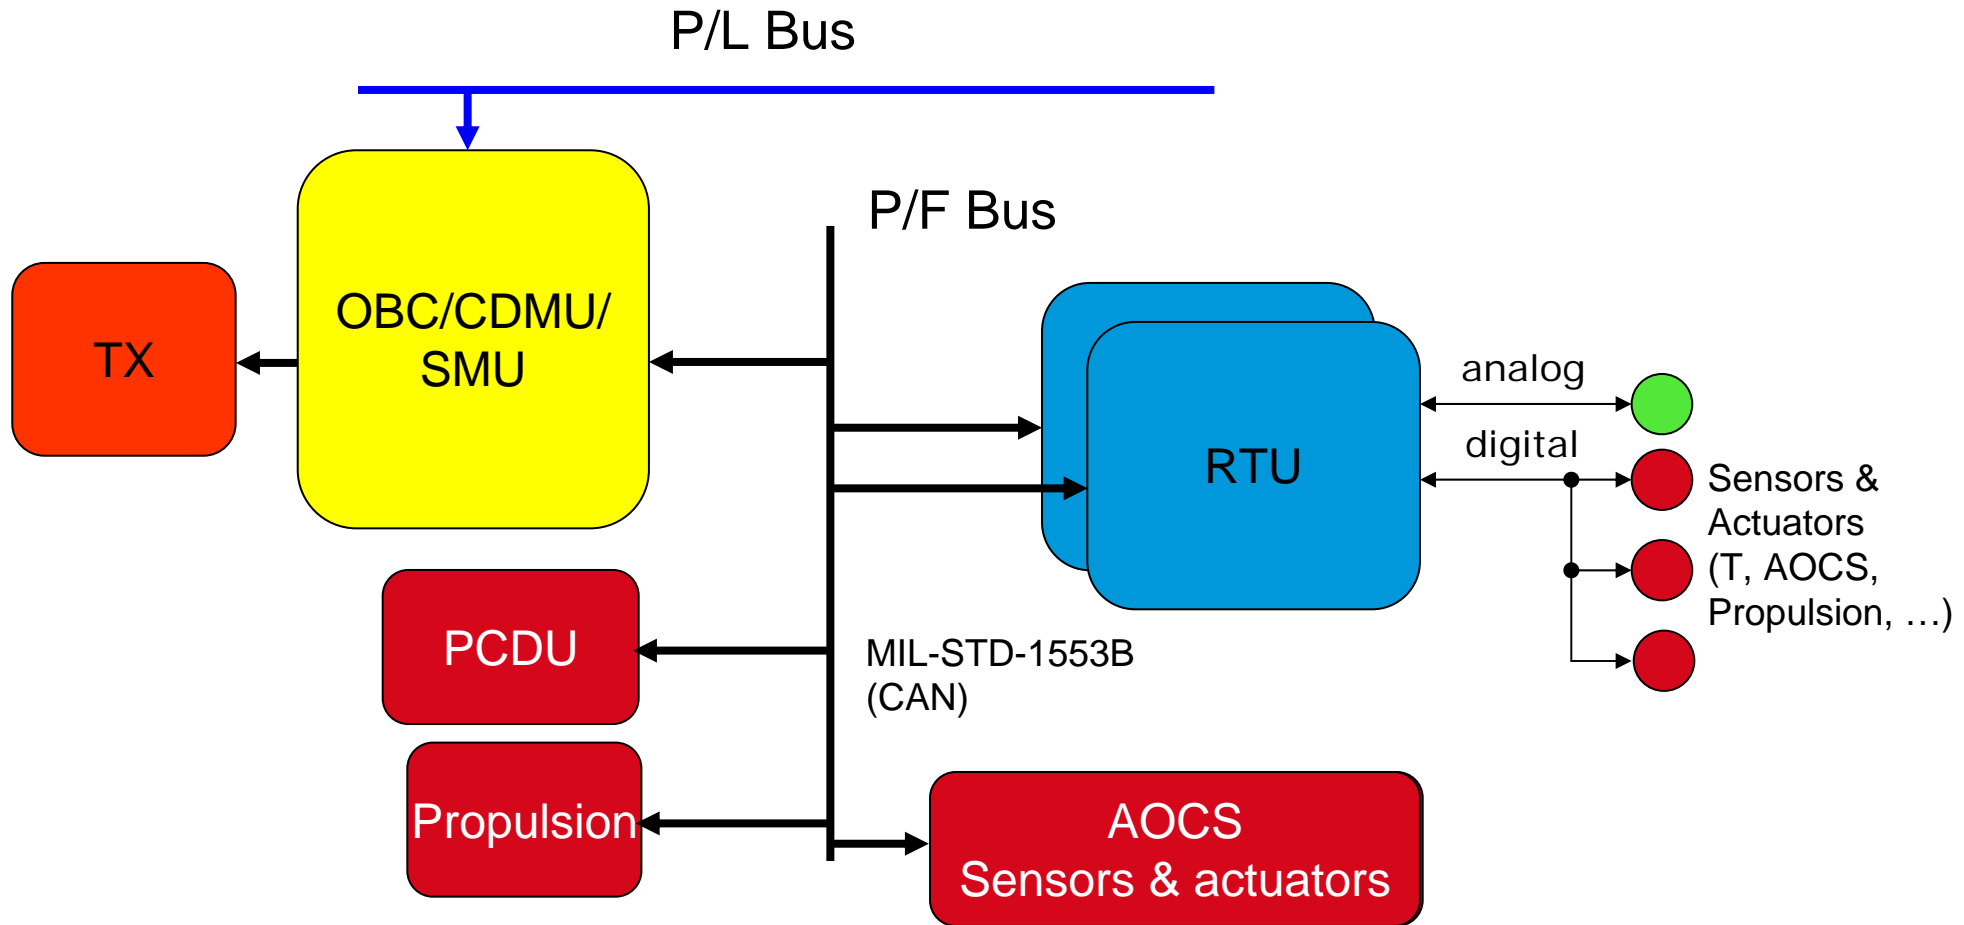 P/L Bus
P/F Bus
OBC/CDMU/
SMU
TX
analog
digital
RTU
Sensors &
Actuators
(T, AOCS,
Propulsion, …)
PCDU
MIL-STD-1553B
(CAN)
Propulsion
AOCS
Sensors & actuators